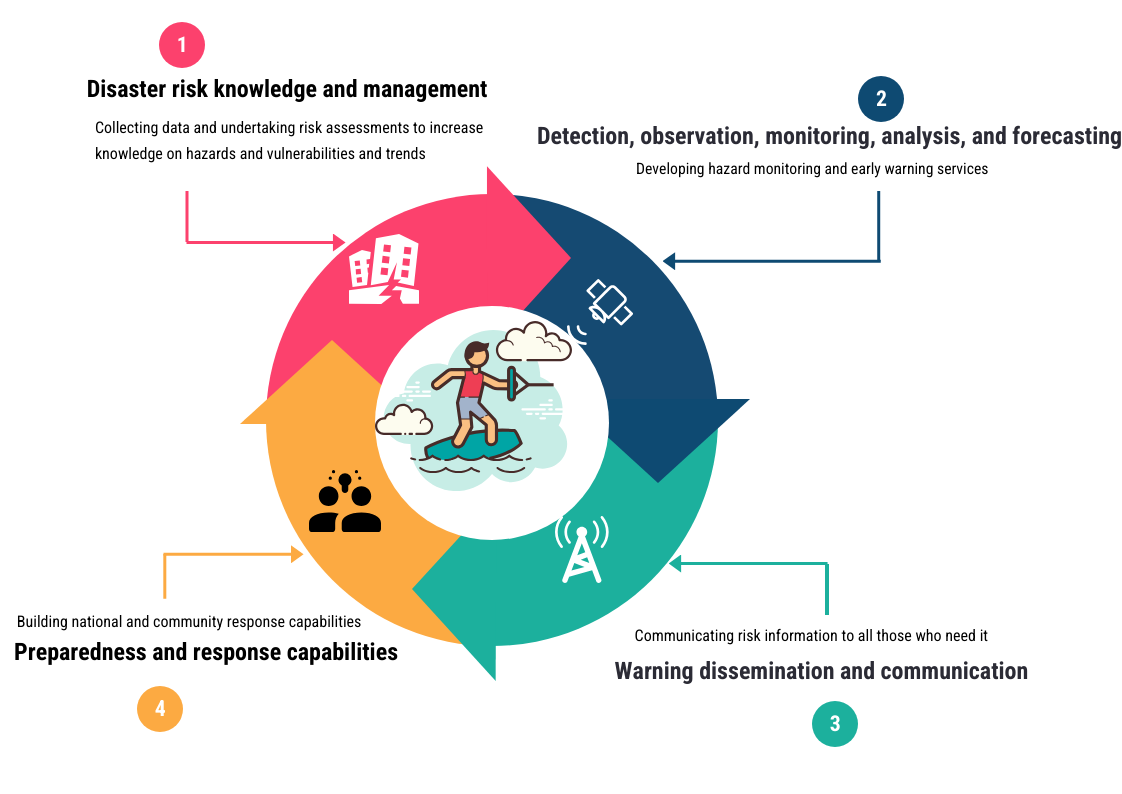 1
Disaster risk knowledge and management
Collecting data and undertaking risk assessments to increase
knowledge on hazards and vulnerabilities and trends
2
Detection, observation, monitoring, analysis, and forecasting
Developing hazard monitoring and early warning services
Communicating risk information to all those who need it
Warning dissemination and communication
3
Building national and community response capabilities
Preparedness and response capabilities
4